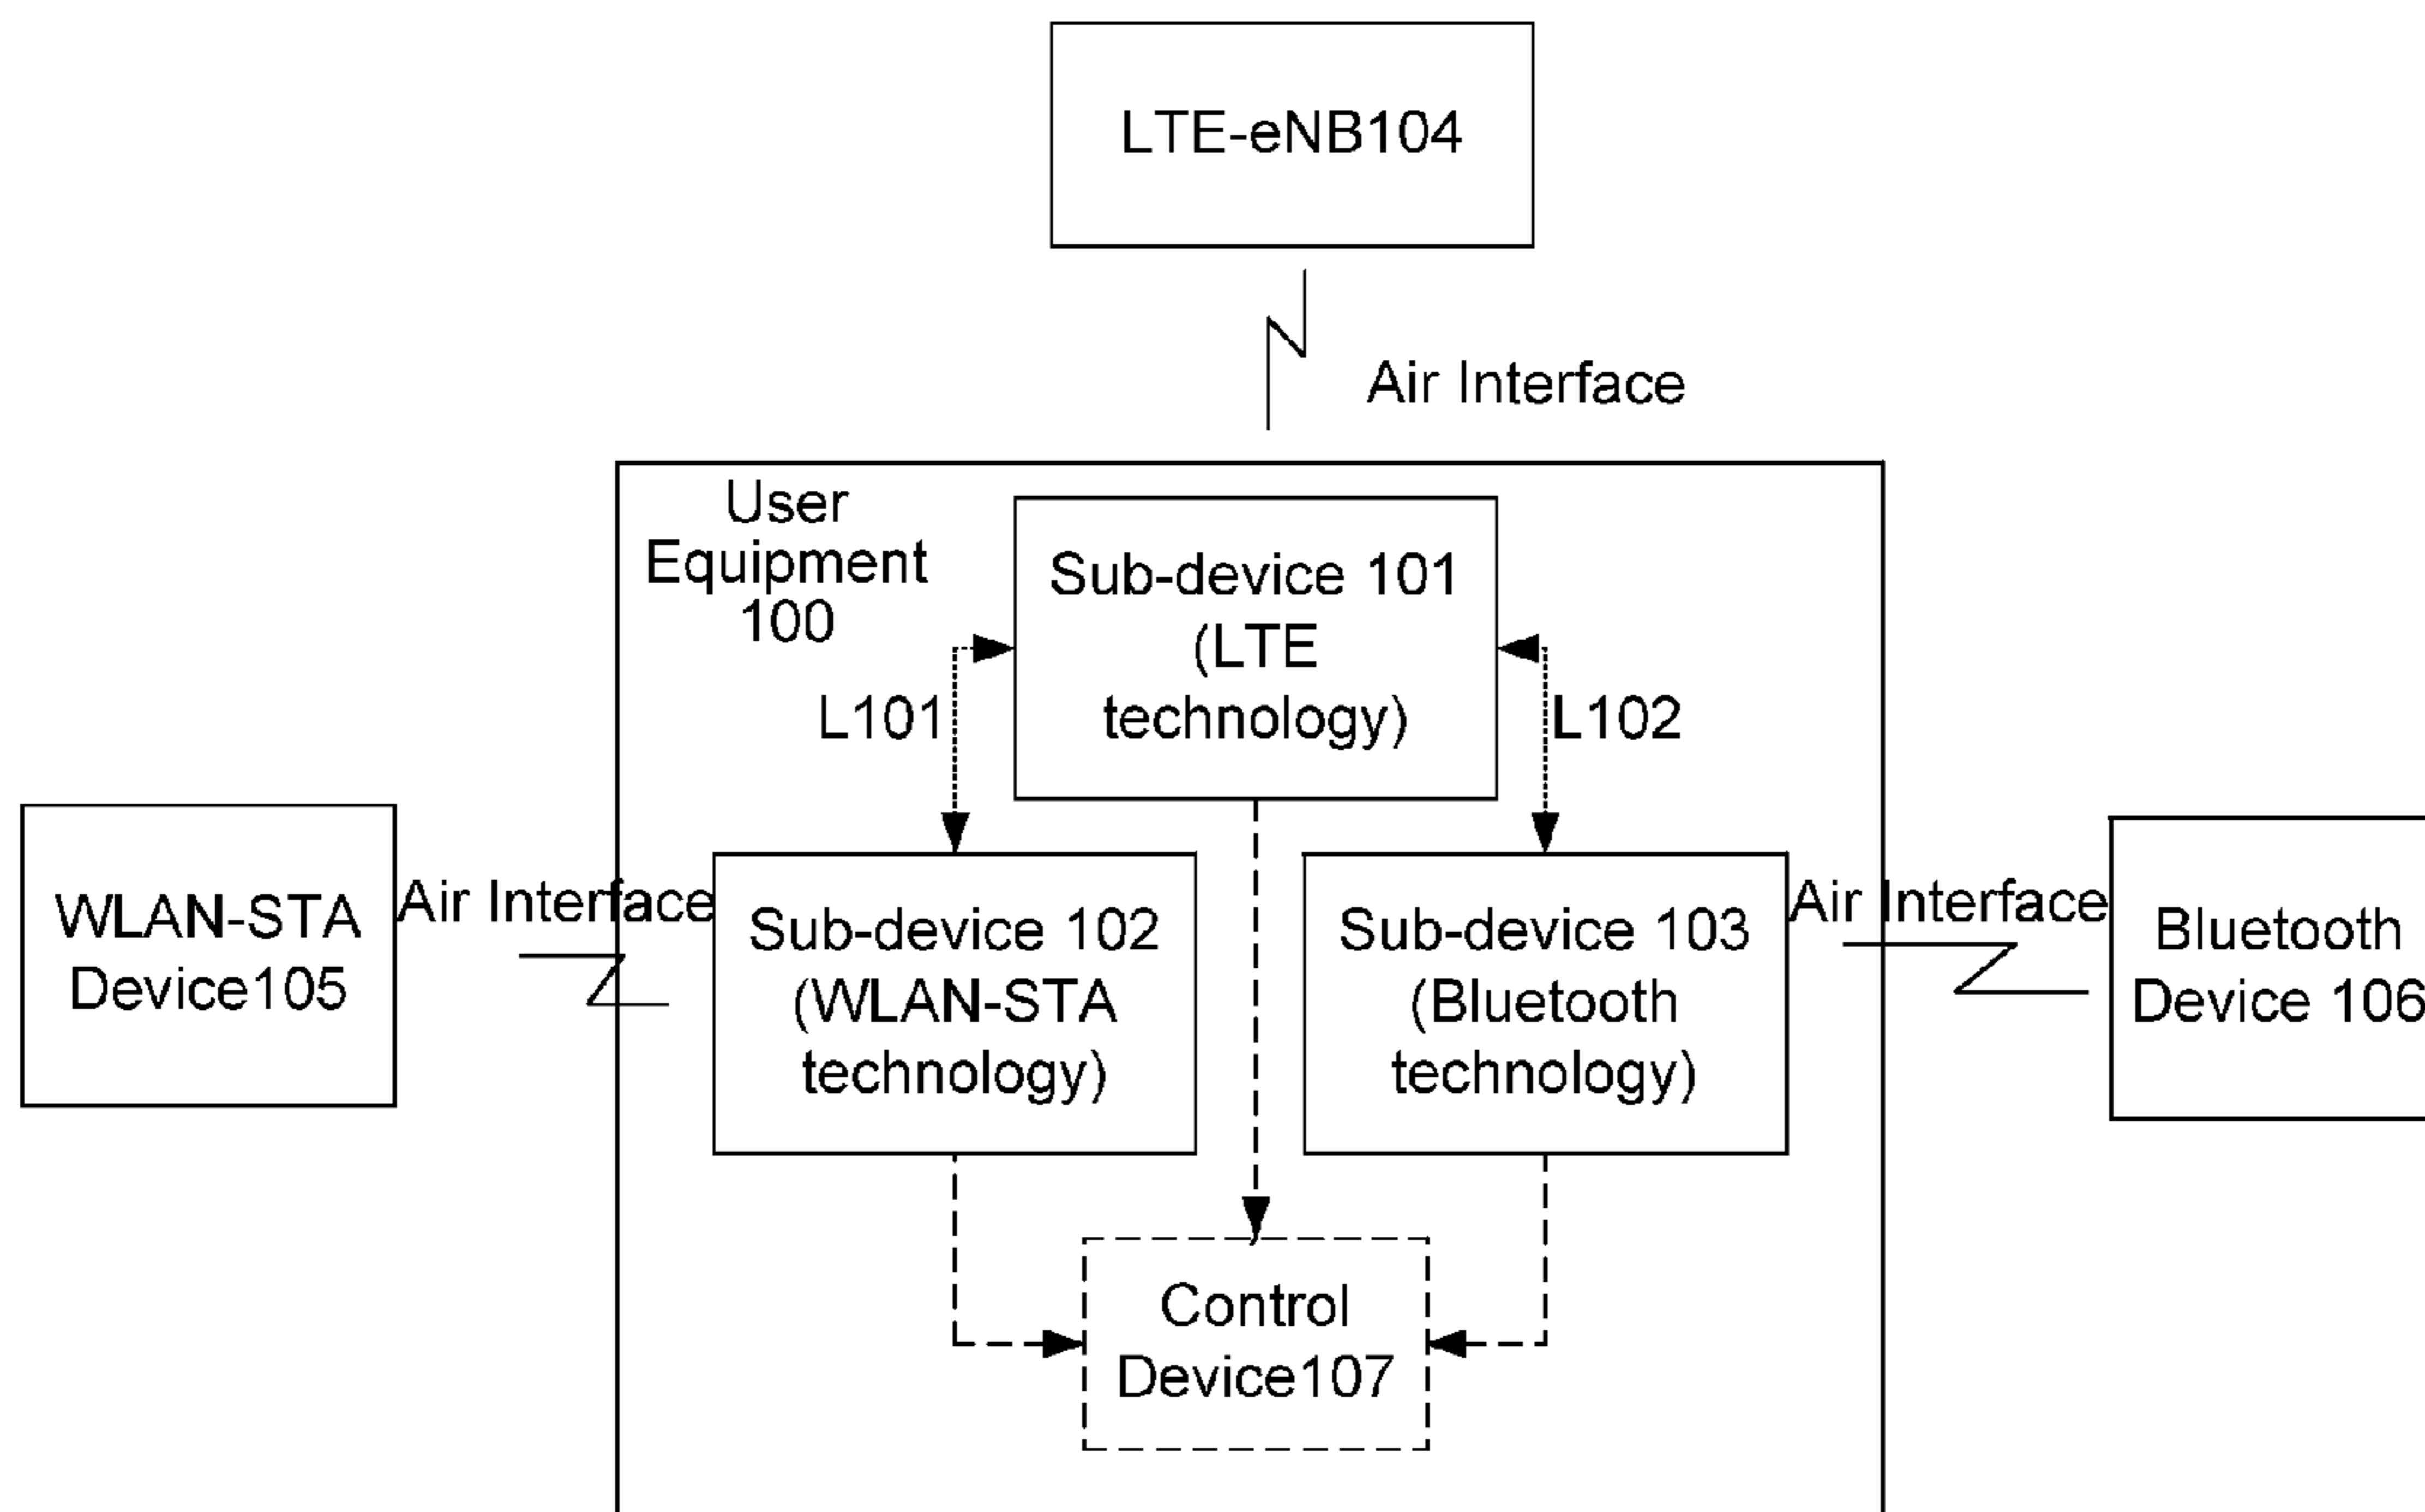 LTE-eNB104
Air Interface
User
Equipment
100
Sub-device 101
(LTE
technology)
L101
L102
WLAN-STA
Device105
Air Interface
Sub-device 102
(WLAN-STA
technology)
Sub-device 103
(Bluetooth
technology)
Air Interface
Bluetooth
Device 106
Control
Device107